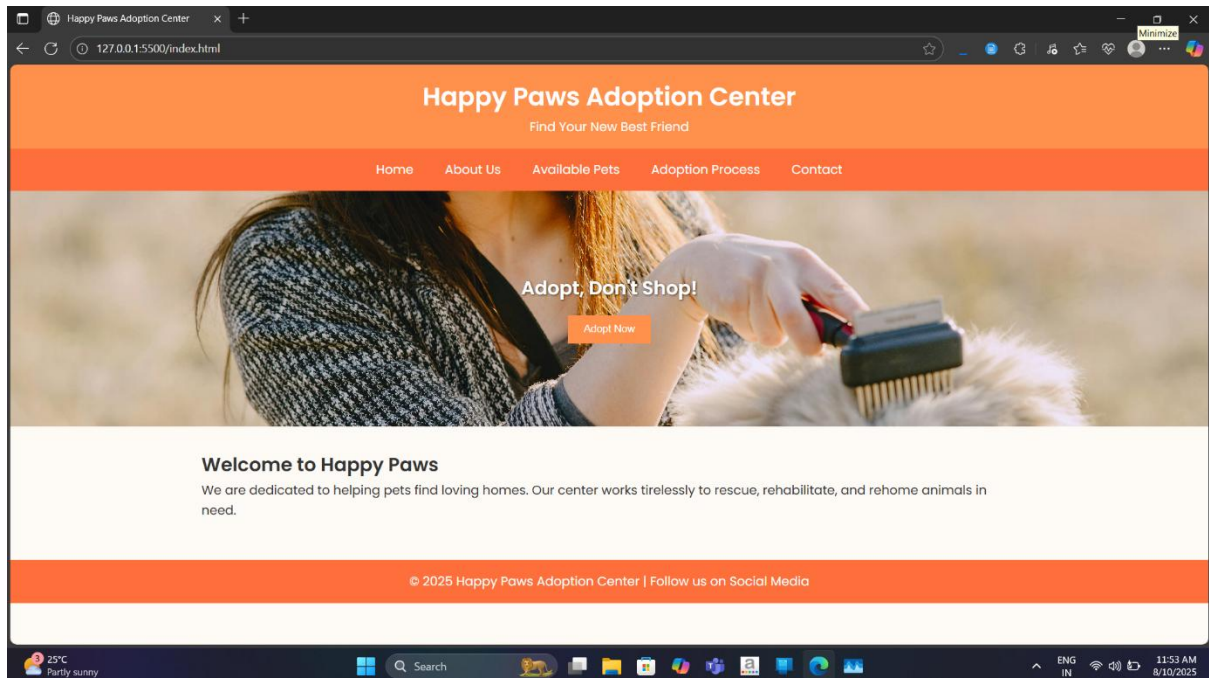 Happy Paws Adoption Center
127.0.0.1:5500/index.html
Minimize
Happy Paws Adoption Center
Find Your New Best Friend
Home About Us Available Pets Adoption Process Contact
Adopt, Don't Shop!
Adopt Now
Welcome to Happy Paws
We are dedicated to helping pets find loving homes. Our center works tirelessly to rescue, rehabilitate, and rehome animals in
need.
© 2025 Happy Paws Adoption Center | Follow us on Social Media
3
25°C
Partly sunny
Search
a
ENG
IN
11:53 AM
8/10/2025